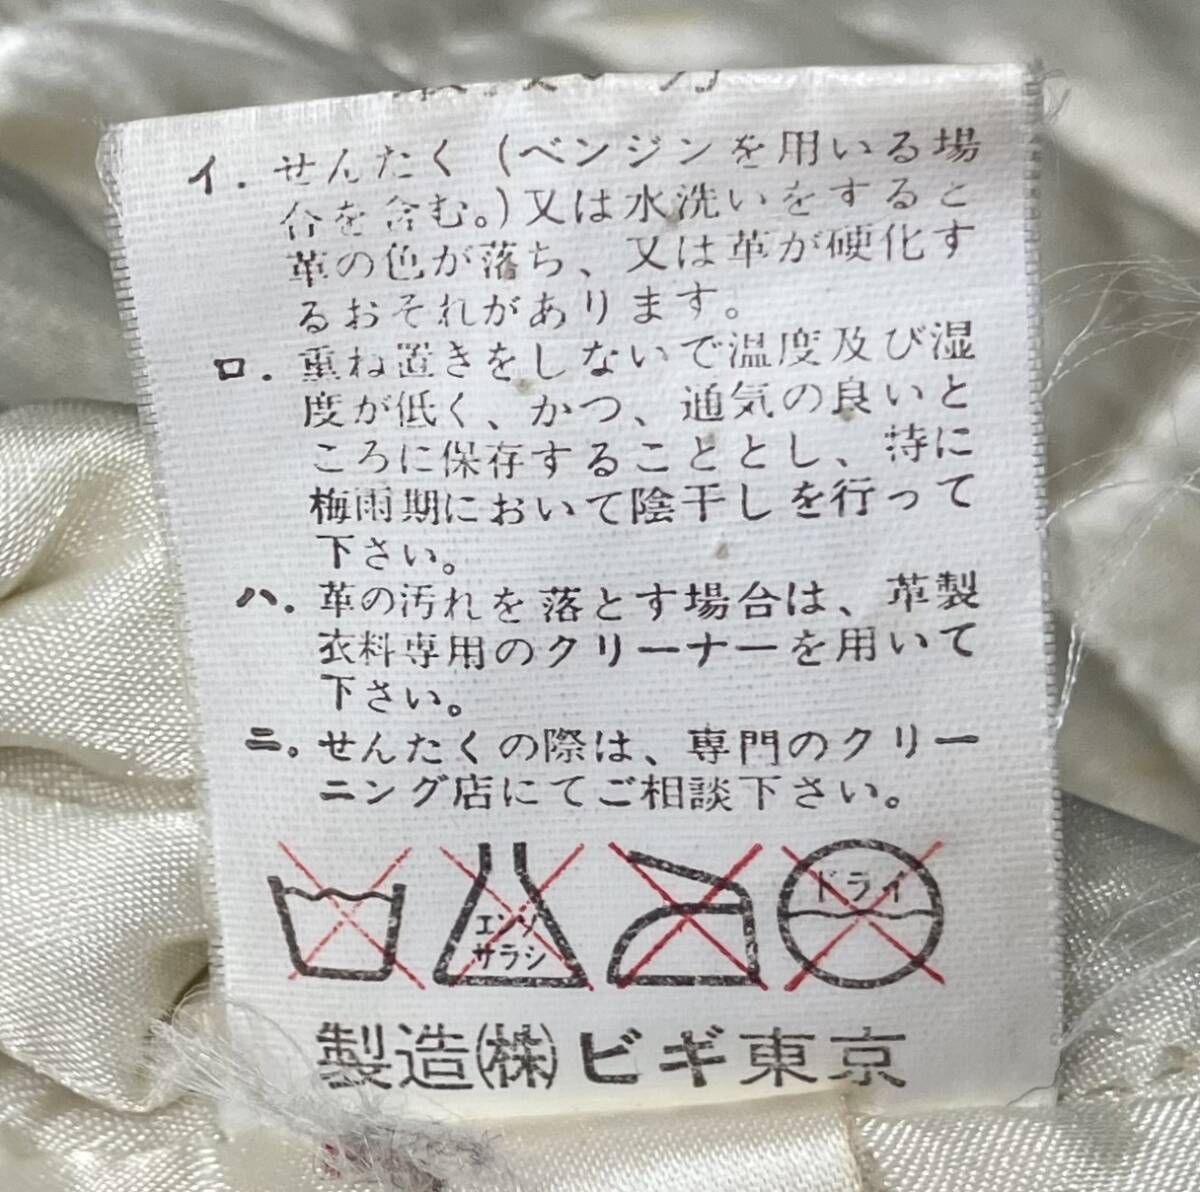 イ. せんたく (ベンジンを用いる場
合を含む。) 又は水洗いをすると
革の色が落ち、又は革が硬化す
るおそれがあります。
ロ. 重ね置きをしないで温度及び湿
度が低く、かつ、通気の良いと
ころに保存することとし、特に
梅雨期において陰干しを行って
下さい。
ハ. 革の汚れを落とす場合は、革製
衣料専用のクリーナーを用いて
下さい。
ニ。 せんたくの際は、専門のクリー
ニング店にてご相談下さい。
エンソ
サラシ
ドライ
製造(株)ビギ東京